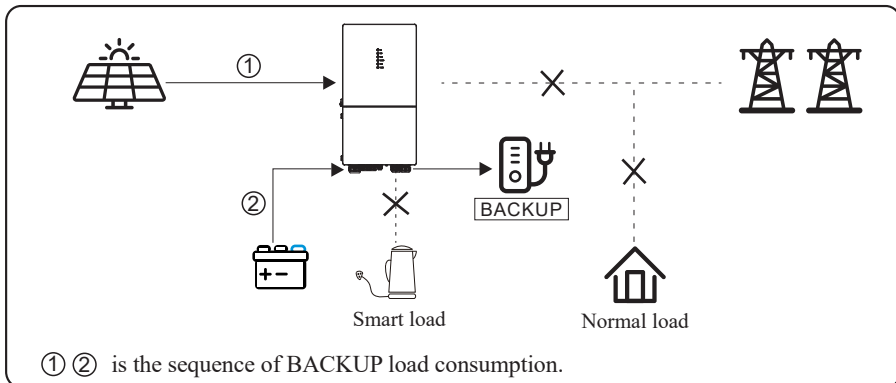 ①
②
BACKUP
Smart load
Normal load
① ② is the sequence of BACKUP load consumption.